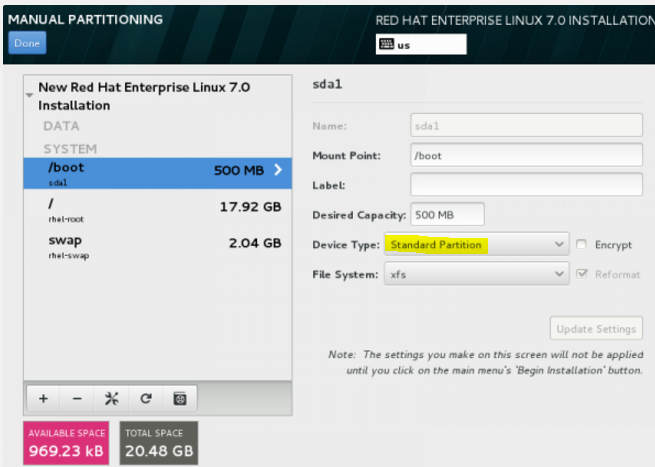 MANUAL PARTITIONING
RED HAT ENTERPRISE LINUX 7.0 INSTALLATION
Done
us
New Red Hat Enterprise Linux 7.0
Installation
DATA
SYSTEM
/boot 500 MB
sda1
/ 17.92 GB
rhel-root
swap 2.04 GB
rhel-swap
+ -
AVAILABLE SPACE
969.23 kB
TOTAL SPACE
20.48 GB
sda1
Name: sda1
Mount Point: /boot
Label:
Desired Capacity: 500 MB
Device Type: Standard Partition Encrypt
File System: xfs Reformat
Update Settings
Note: The settings you make on this screen will not be applied
until you click on the main menu's 'Begin Installation' button.